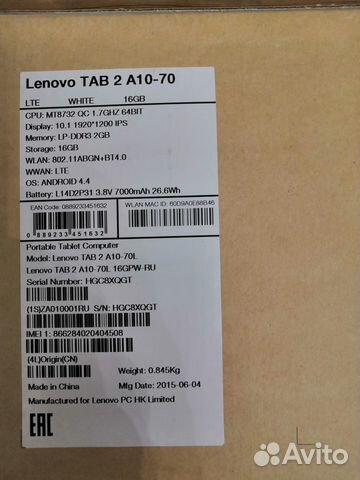 Lenovo TAB 2 A10-70
LTE WHITE 16GB
CPU: MT8732 QC 1.7GHZ 64BIT
Display: 10.1 1920*1200 IPS
Memory: LP-DDR3 2GB
Storage: 16GB
WLAN: 802.11ABGN+BT4.0
WWAN: LTE
OS: ANDROID 4.4
Battery: L14D2P31 3.8V 7000mAh 26.6Wh
EAN Code: 0889233451632
WLAN MAC ID: 60D9A0E88B46
0 889233 451632
Portable Tablet Computer
Model: Lenovo TAB 2 A10-70L
Lenovo TAB 2 A10-70L 16GPW-RU
Serial Number: HGC8XQGT
(1S)ZA010001RU S/N: HGC8XQGT
IMEI 1: 866284020404508
(4L)Origin(CN)
Weight: 0.845Kg
Made in China
Mfg Date: 2015-06-04
Manufactured for Lenovo PC HK Limited
EAC
Avito